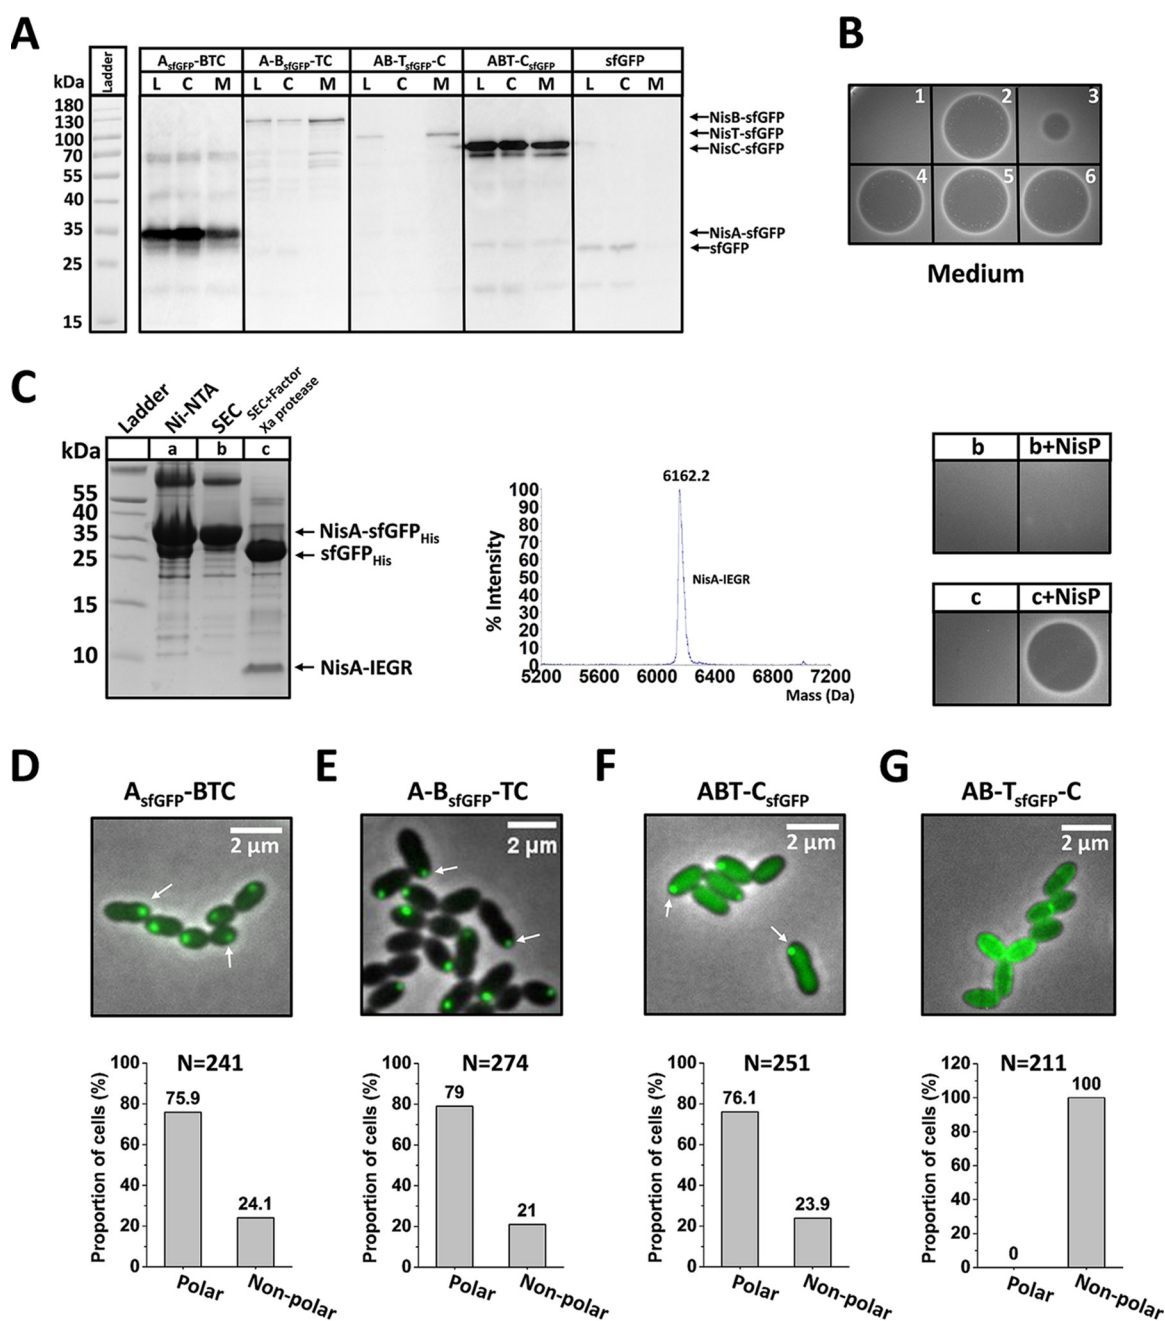 A
Ladder
AsfGFP-BTC A-BsfGFP-TC AB-TsfGFP-C ABT-CsfGFP sfGFP
kDa L C M L C M L C M L C M L C M
180
130
100
70
55
40
35
25
15
←NisB-sfGFP
←NisT-sfGFP
←NisC-sfGFP
←NisA-sfGFP
←sfGFP
B
1 2 3
4 5 6
Medium
C
Ladder Ni-NTA SEC SEC+Factor Xa protease
kDa a b c
55
40
35
25
15
10
← NisA-sfGFPHis
← sfGFPHis
← NisA-IEGR
6162.2
NisA-IEGR
% Intensity
100
90
80
70
60
50
40
30
20
10
0
5200 5600 6000 6400 6800 7200
Mass (Da)
b b+NisP
c c+NisP
D
AsfGFP-BTC
2 µm
N=241
Proportion of cells (%)
100
80
60
40
20
0
75.9
24.1
Polar Non-polar
E
A-BsfGFP-TC
2 µm
N=274
Proportion of cells (%)
100
80
60
40
20
0
79
21
Polar Non-polar
F
ABT-CsfGFP
2 µm
N=251
Proportion of cells (%)
100
80
60
40
20
0
76.1
23.9
Polar Non-polar
G
AB-TsfGFP-C
2 µm
N=211
Proportion of cells (%)
120
100
80
60
40
20
0
0
100
Polar Non-polar